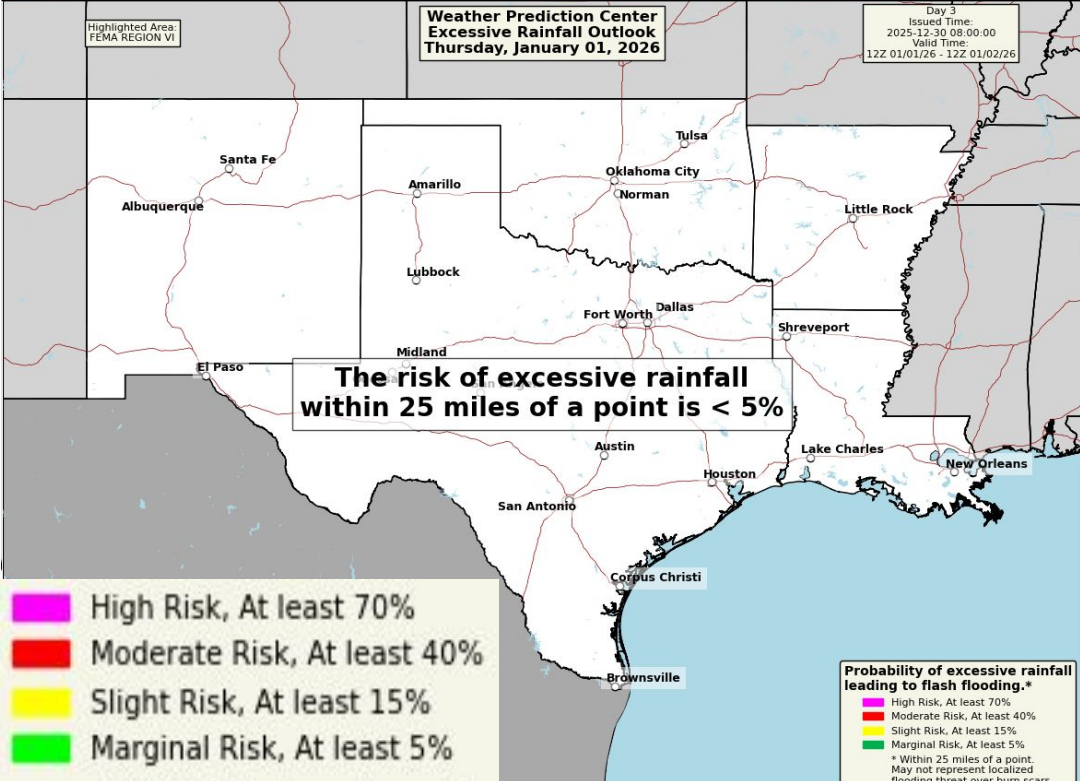 Highlighted Area:
FEMA REGION VI
Weather Prediction Center
Excessive Rainfall Outlook
Thursday, January 01, 2026
Day 3
Issued Time:
2025-12-30 08:00:00
Valid Time:
12Z 01/01/26 - 12Z 01/02/26
Tulsa
Santa Fe
Oklahoma City
Amarillo
Norman
Albuquerque
Little Rock
Lubbock
Dallas
Fort Worth
Shreveport
Midland
El Paso
The risk of excessive rainfall
within 25 miles of a point is < 5%
Austin
Lake Charles
New Orleans
Houston
San Antonio
Corpus Christi
Brownsville
High Risk, At least 70%
Moderate Risk, At least 40%
Slight Risk, At least 15%
Marginal Risk, At least 5%
Probability of excessive rainfall
leading to flash flooding.*
High Risk, At least 70%
Moderate Risk, At least 40%
Slight Risk, At least 15%
Marginal Risk, At least 5%
* Within 25 miles of a point.
May not represent localized
flooding threat over burn scars